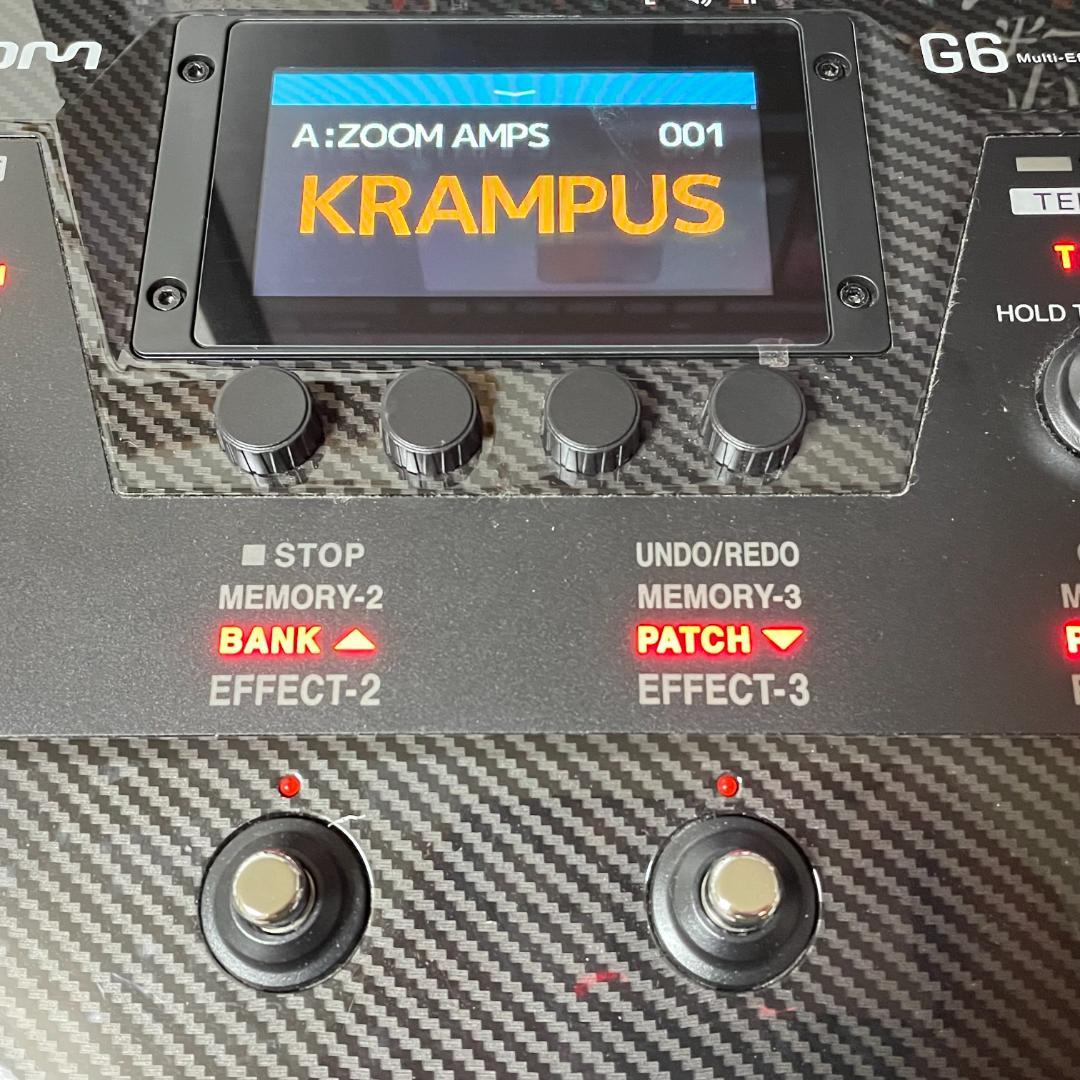 G6
A:ZOOM AMPS 001
KRAMPUS
HOLD
STOP
MEMORY-2
BANK
EFFECT-2
UNDO/REDO
MEMORY-3
PATCH
EFFECT-3